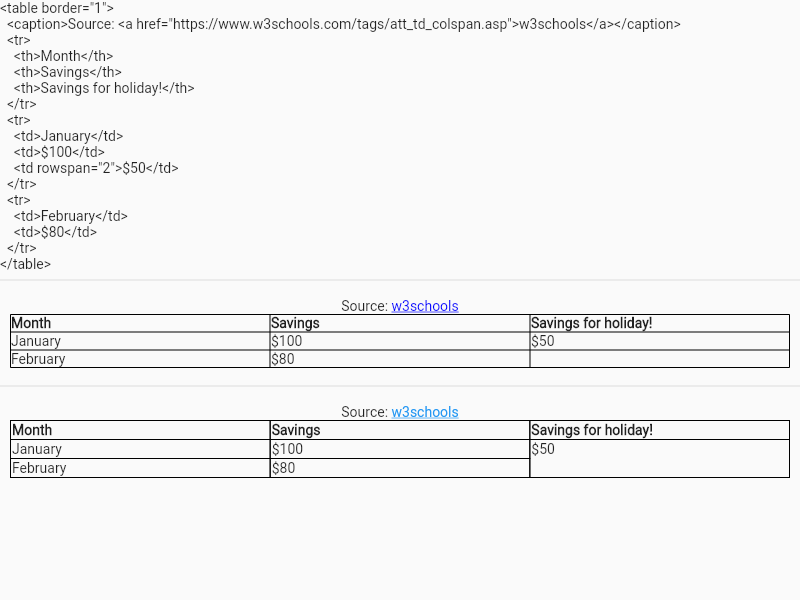 <table border="1">
<caption>Source: <a href="https://www.w3schools.com/tags/att_td_colspan.asp">w3schools</a></caption>
<tr>
<th>Month</th>
<th>Savings</th>
<th>Savings for holiday!</th>
</tr>
<tr>
<td>January</td>
<td>$100</td>
<td rowspan="2">$50</td>
</tr>
<tr>
<td>February</td>
<td>$80</td>
</tr>
</table>
Source: w3schools
Month Savings Savings for holiday!
January $100 $50
February $80
Source: w3schools
Month Savings Savings for holiday!
January $100 $50
February $80